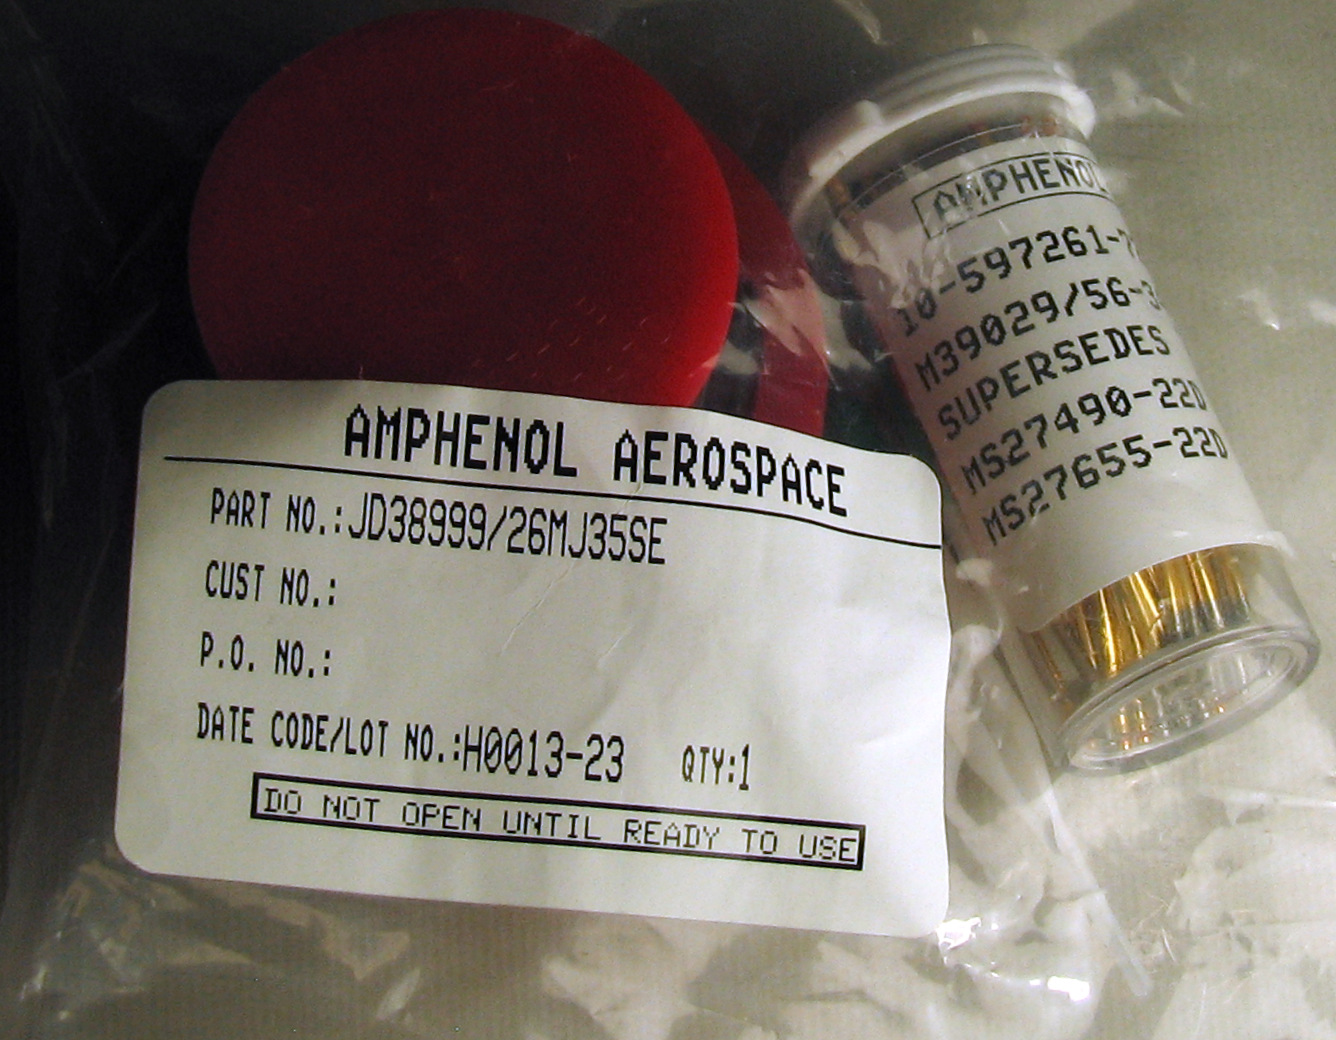 AMPHENOL AEROSPACE
PART NO.:JD38999/26MJ35SE
CUST NO.:
P.O. NO.:
DATE CODE/LOT NO.:H0013-23 QTY:1
DO NOT OPEN UNTIL READY TO USE
AMPHENOL
SUPERSEDES
MS27490-22D
MS27655-22D